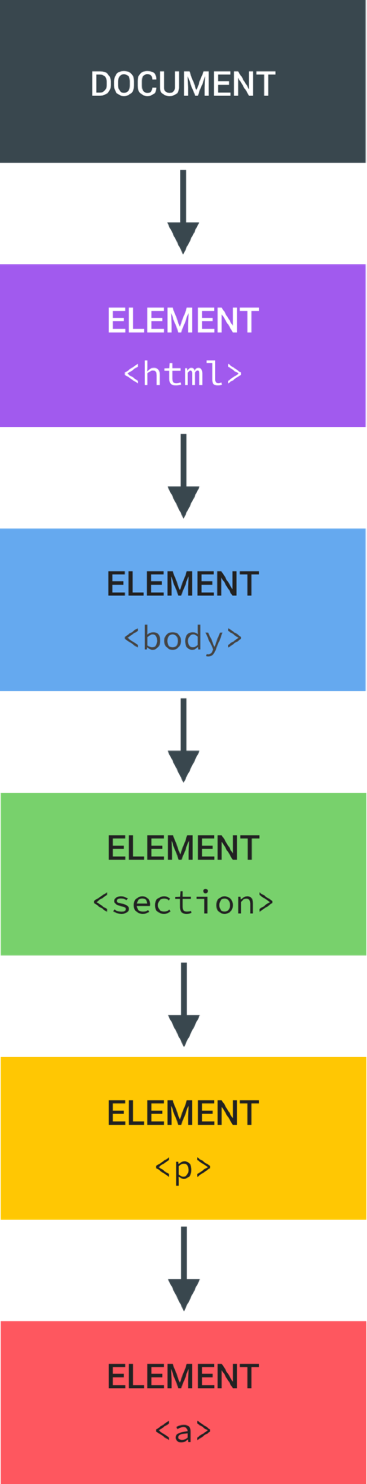 DOCUMENT
ELEMENT
<html>
ELEMENT
<body>
ELEMENT
<section>
ELEMENT
<p>
ELEMENT
<a>